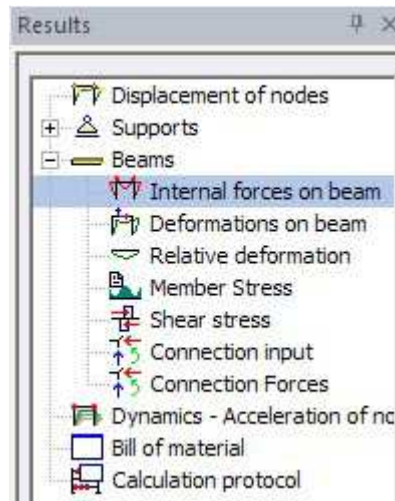 Results
Displacement of nodes
Supports
Beams
Internal forces on beam
Deformations on beam
Relative deformation
Member Stress
Shear stress
Connection input
Connection Forces
Dynamics - Acceleration of no
Bill of material
Calculation protocol